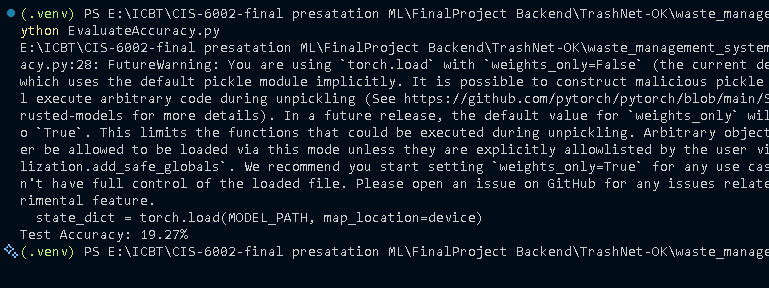 (.venv) PS E:\ICBT\CIS-6002-final presatation ML\FinalProject Backend\TrashNet-OK\waste_manage
ython EvaluateAccuracy.py
E:\ICBT\CIS-6002-final presatation ML\FinalProject Backend\TrashNet-OK\waste_management_system
acy.py:28: FutureWarning: You are using `torch.load` with `weights_only=False` (the current de
which uses the default pickle module implicitly. It is possible to construct malicious pickle
l execute arbitrary code during unpickling (See https://github.com/pytorch/pytorch/blob/main/S
rusted-models for more details). In a future release, the default value for `weights_only` wil
o `True`. This limits the functions that could be executed during unpickling. Arbitrary object
er be allowed to be loaded via this mode unless they are explicitly allowlisted by the user vi
lization.add_safe_globals`. We recommend you start setting `weights_only=True` for any use cas
n't have full control of the loaded file. Please open an issue on GitHub for any issues relate
rimental feature.
state_dict = torch.load(MODEL_PATH, map_location=device)
Test Accuracy: 19.27%
(.venv) PS E:\ICBT\CIS-6002-final presatation ML\FinalProject Backend\TrashNet-OK\waste_manage